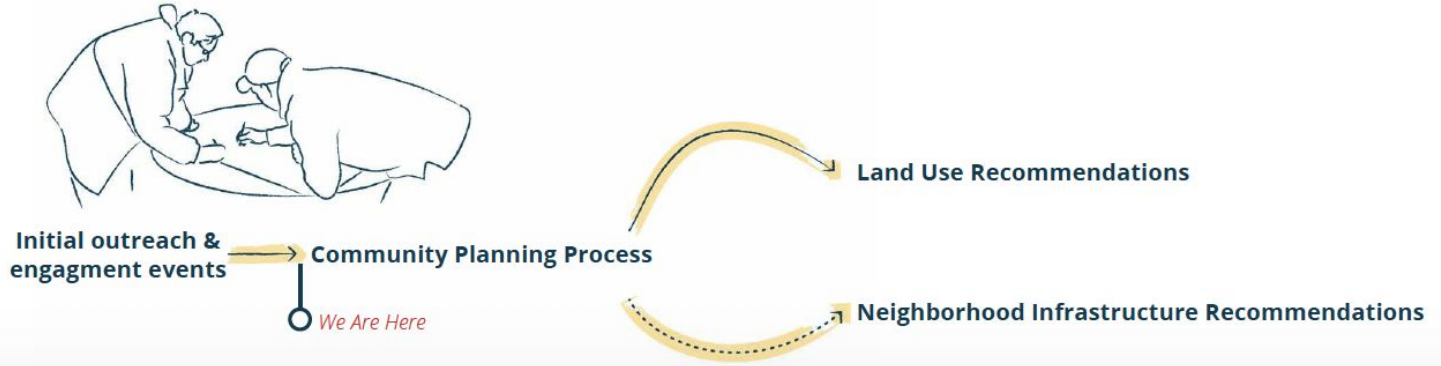 Initial outreach &
engagment events
Community Planning Process
We Are Here
Land Use Recommendations
Neighborhood Infrastructure Recommendations